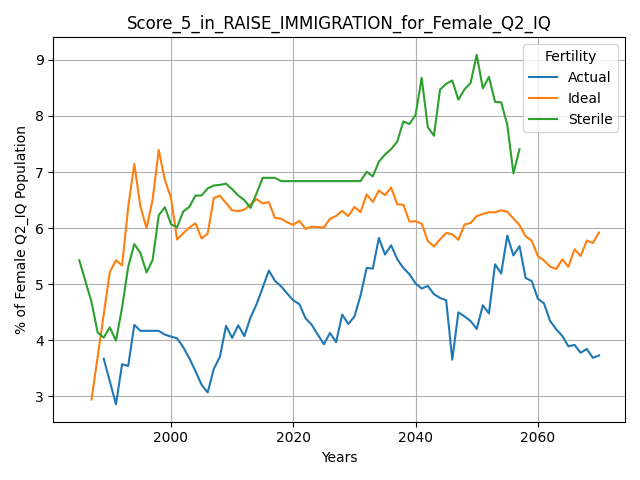 Score_5_in_RAISE_IMMIGRATION_for_Female_Q2_IQ
% of Female Q2_IQ Population
9
8
7
6
5
4
3
Fertility
Actual
Ideal
Sterile
2000
2020
2040
2060
Years